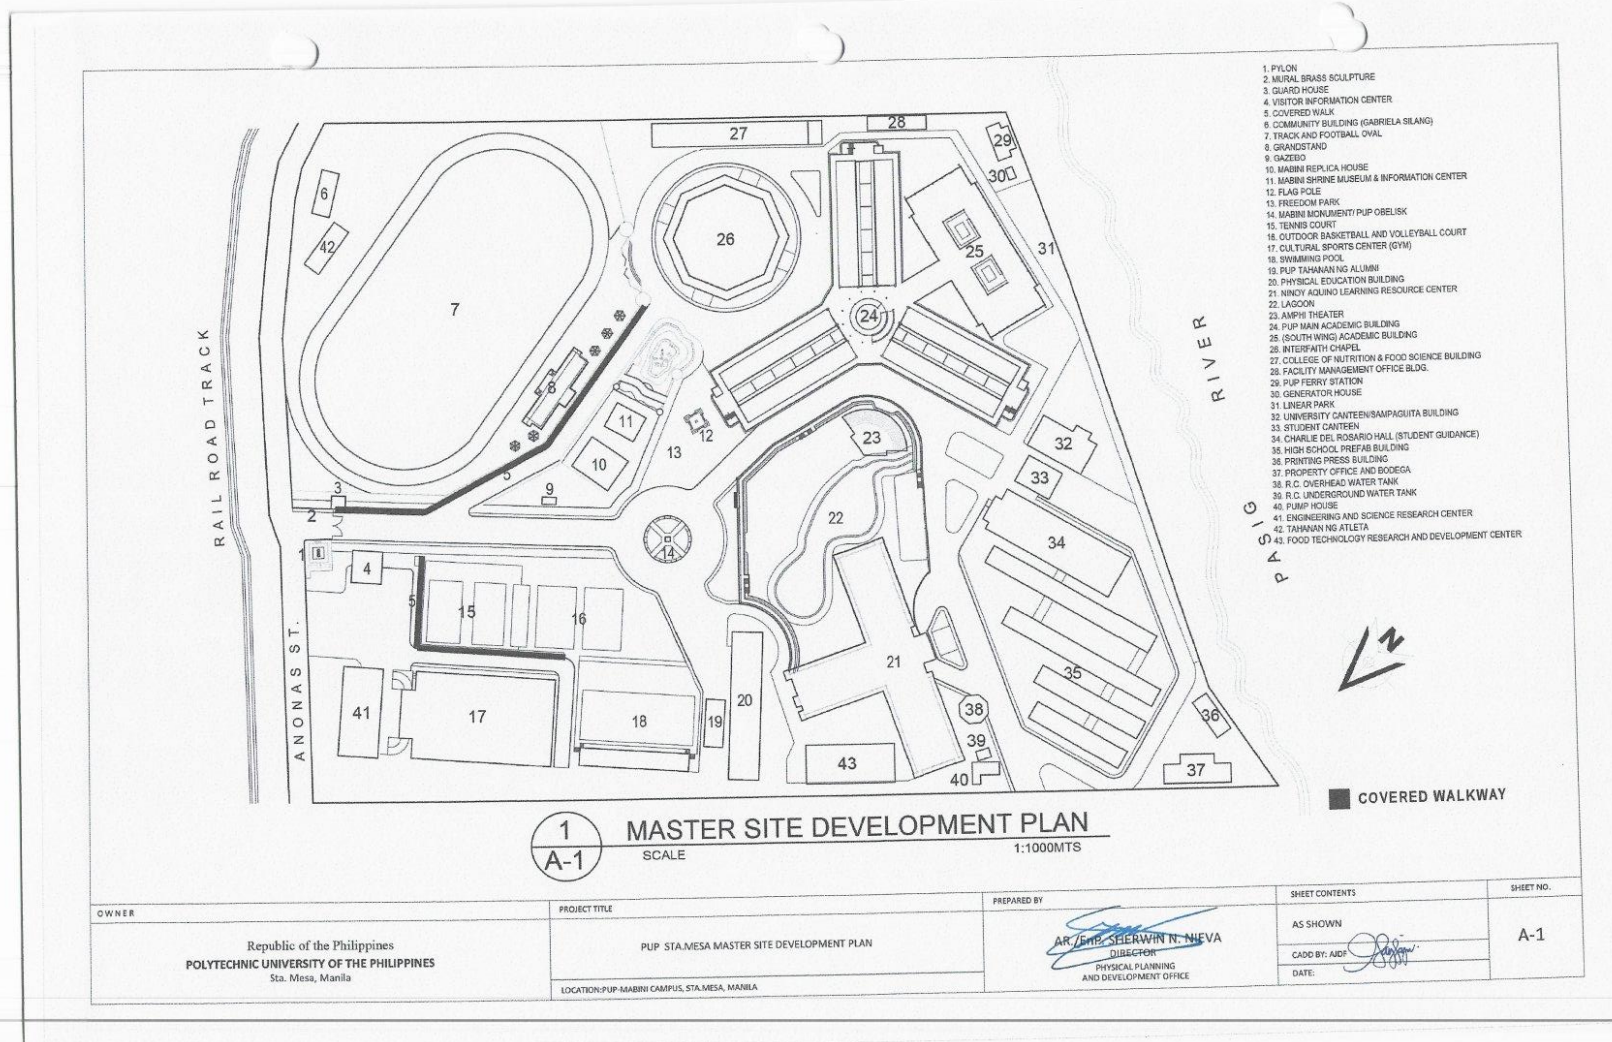 1. PYLON
2. MURAL BRASS SCULPTURE
3. GUARD HOUSE
4. VISITOR INFORMATION CENTER
5. COVERED WALK
6. COMMUNITY BUILDING (GABRIELA SILANG)
7. TRACK AND FOOTBALL OVAL
8. GRANDSTAND
9. GAZEBO
10. MABINI REPLICA HOUSE
11. MABINI SHRINE MUSEUM & INFORMATION CENTER
12. FLAG POLE
13. FREEDOM PARK
14. MABINI MONUMENT/ PUP OBELISK
15. TENNIS COURT
16. OUTDOOR BASKETBALL AND VOLLEYBALL COURT
17. CULTURAL SPORTS CENTER (GYM)
18. SWIMMING POOL
19. PUP TAHANAN NG ALUMNI
20. PHYSICAL EDUCATION BUILDING
21. NINOY AQUINO LEARNING RESOURCE CENTER
22. LAGOON
23. AMPHI THEATER
24. PUP MAIN ACADEMIC BUILDING
25. (SOUTH WING) ACADEMIC BUILDING
26. INTERFAITH CHAPEL
27. COLLEGE OF NUTRITION & FOOD SCIENCE BUILDING
28. FACILITY MANAGEMENT OFFICE BLDG.
29. PUP FERRY STATION
30. GENERATOR HOUSE
31. LINEAR PARK
32. UNIVERSITY CANTEEN/SAMPAGUITA BUILDING
33. STUDENT CANTEEN
34. CHARLIE DEL ROSARIO HALL (STUDENT GUIDANCE)
35. HIGH SCHOOL PREFAB BUILDING
36. PRINTING PRESS BUILDING
37. PROPERTY OFFICE AND BODEGA
38. R.C. OVERHEAD WATER TANK
39. R.C. UNDERGROUND WATER TANK
40. PUMP HOUSE
41. ENGINEERING AND SCIENCE RESEARCH CENTER
42. TAHANAN NG ATLETA
43. FOOD TECHNOLOGY RESEARCH AND DEVELOPMENT CENTER
27
28
29
30
6
42
26
25
31
7
24
8
11
12
10
13
23
32
33
5
9
3
2
22
14
34
1
4
5
15
16
21
35
41
17
18
19
20
38
36
39
43
40
37
RAIL ROAD TRACK
ANONAS ST.
PASIG RIVER
N
COVERED WALKWAY
1
A-1
MASTER SITE DEVELOPMENT PLAN
SCALE
1:1000MTS
OWNER
Republic of the Philippines
POLYTECHNIC UNIVERSITY OF THE PHILIPPINES
Sta. Mesa, Manila
PROJECT TITLE
PUP STA.MESA MASTER SITE DEVELOPMENT PLAN
LOCATION:PUP-MABINI CAMPUS, STA.MESA, MANILA
PREPARED BY
AR./EnP. SHERWIN N. NIEVA
DIRECTOR
PHYSICAL PLANNING
AND DEVELOPMENT OFFICE
SHEET CONTENTS
AS SHOWN
CADD BY: AJDF
DATE:
SHEET NO.
A-1